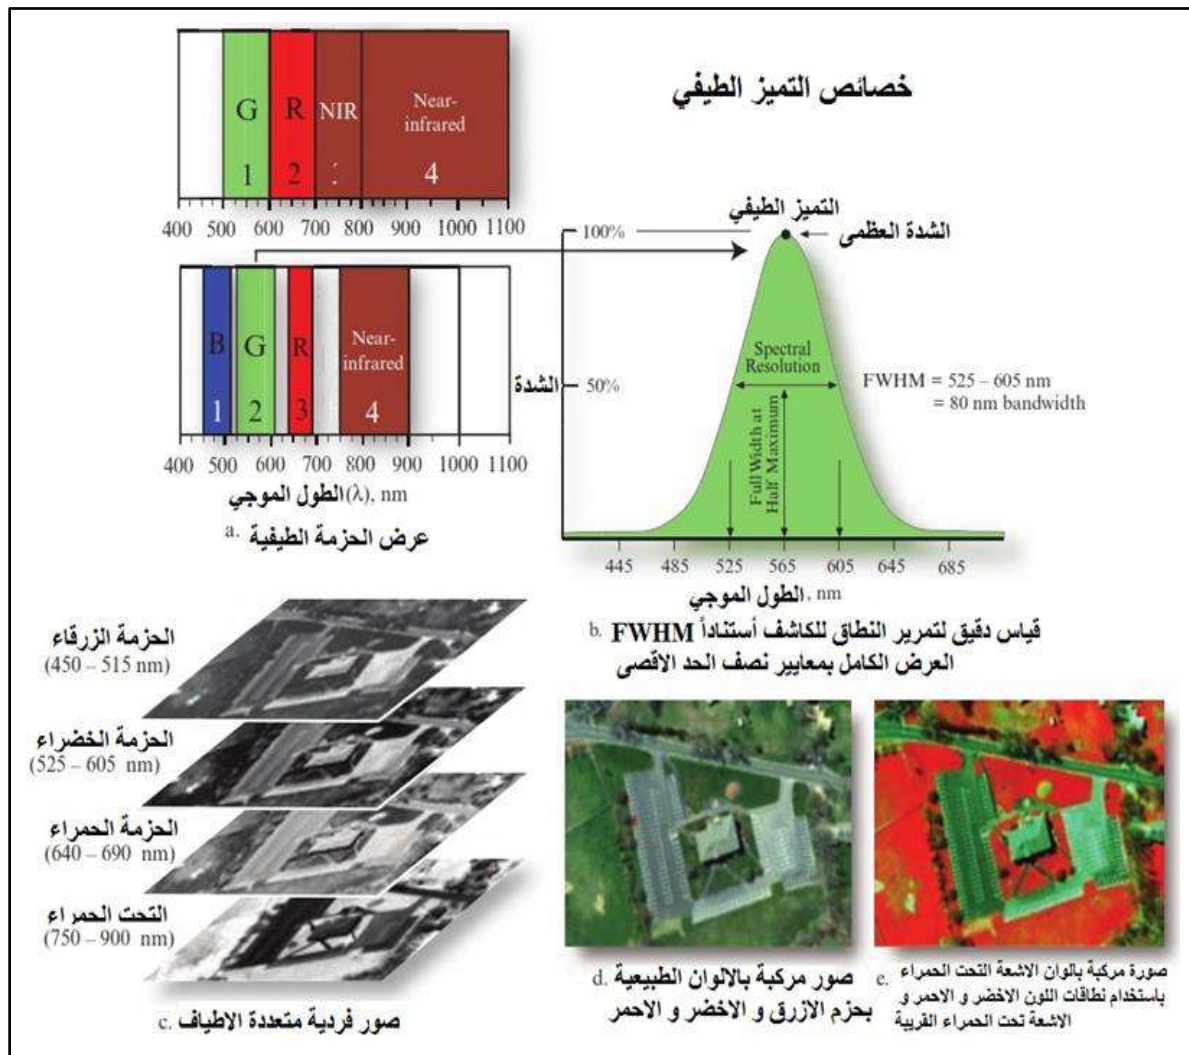 خصائص التميز الطيفي
G
R
NIR
Near-
infrared
1
2
4
400 500 600 700 800 900 1000 1100
B
G
R
Near-
infrared
1
2
3
4
400 500 600 700 800 900 1000 1100
الطول الموجي(λ), nm
a. عرض الحزمة الطيفية
التميز الطيفي
الشدة العظمى
100%
الشدة
50%
Spectral
Resolution
Full Width at
Half Maximum
FWHM = 525 – 605 nm
= 80 nm bandwidth
445 485 525 565 605 645 685
الطول الموجي, nm
b. قياس دقيق لتمرير النطاق للكاشف أستناداً FWHM
العرض الكامل بمعايير نصف الحد الاقصى
الحزمة الزرقاء
(450 – 515 nm)
الحزمة الخضراء
(525 – 605 nm)
الحزمة الحمراء
(640 – 690 nm)
التحت الحمراء
(750 – 900 nm)
c. صور فردية متعددة الاطياف
d. صور مركبة بالالوان الطبيعية
بحزم الازرق و الاخضر و الاحمر
e. صورة مركبة بالوان الاشعة التحت الحمراء
باستخدام نطاقات اللون الاخضر و الاحمر و
الاشعة تحت الحمراء القريبة